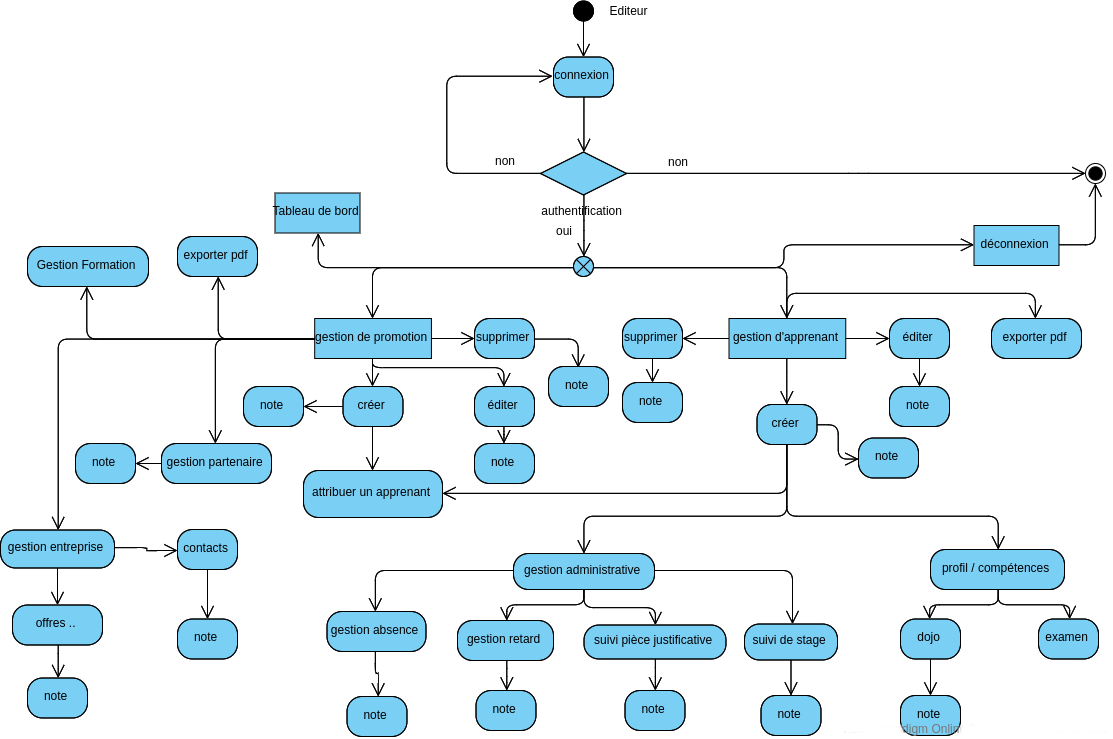 Editeur
connexion
non
non
authentification
oui
Tableau de bord
déconnexion
exporter pdf
Gestion Formation
gestion de promotion
supprimer
supprimer
gestion d'apprenant
éditer
exporter pdf
note
note
créer
éditer
note
note
créer
note
gestion partenaire
note
note
attribuer un apprenant
gestion entreprise
contacts
gestion administrative
profil / compétences
offres ..
note
gestion absence
gestion retard
suivi pièce justificative
suivi de stage
dojo
examen
note
note
note
note
note
note
digm Onlin